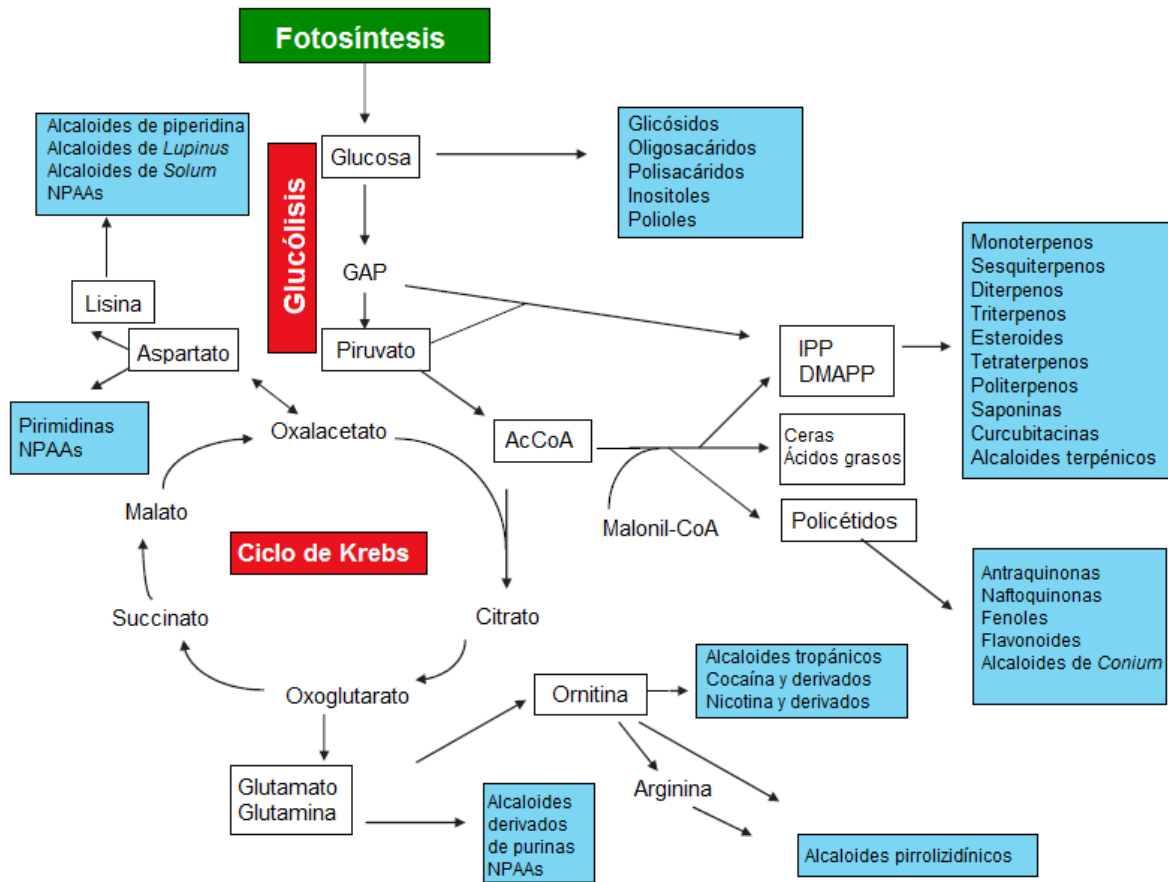 Fotosíntesis
Alcaloides de piperidina
Alcaloides de Lupinus
Alcaloides de Solum
NPAAs
Glucólisis
Glucosa
Glicósidos
Oligosacáridos
Polisacáridos
Inositoles
Polioles
GAP
Lisina
Aspartato
Piruvato
IPP
DMAPP
Monoterpenos
Sesquiterpenos
Diterpenos
Triterpenos
Esteroides
Tetraterpenos
Politerpenos
Saponinas
Curcubitacinas
Alcaloides terpénicos
Pirimidinas
NPAAs
Oxalacetato
AcCoA
Ceras
Ácidos grasos
Malato
Malonil-CoA
Policétidos
Ciclo de Krebs
Succinato
Citrato
Antraquinonas
Naftoquinonas
Fenoles
Flavonoides
Alcaloides de Conium
Oxoglutarato
Ornitina
Alcaloides tropánicos
Cocaína y derivados
Nicotina y derivados
Glutamato
Glutamina
Arginina
Alcaloides
derivados
de purinas
NPAAs
Alcaloides pirrolizidínicos